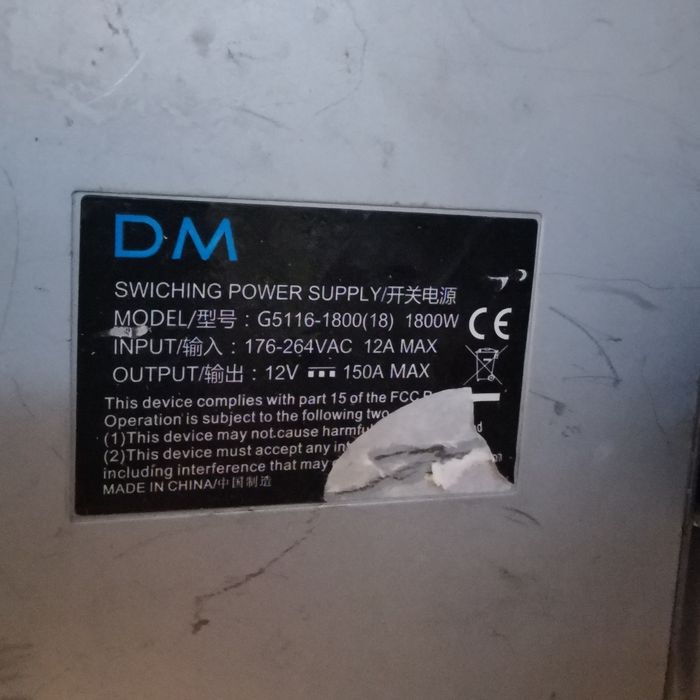 DM
SWICHING POWER SUPPLY/开关电源
MODEL/型号：G5116-1800(18) 1800W
INPUT/输入：176-264VAC 12A MAX
OUTPUT/输出：12V ⎓ 150A MAX
CE
This device complies with part 15 of the FCC
Operation is subject to the following two
(1)This device may not cause
(2)This device must accept any
including interference that may
MADE IN CHINA/中国制造